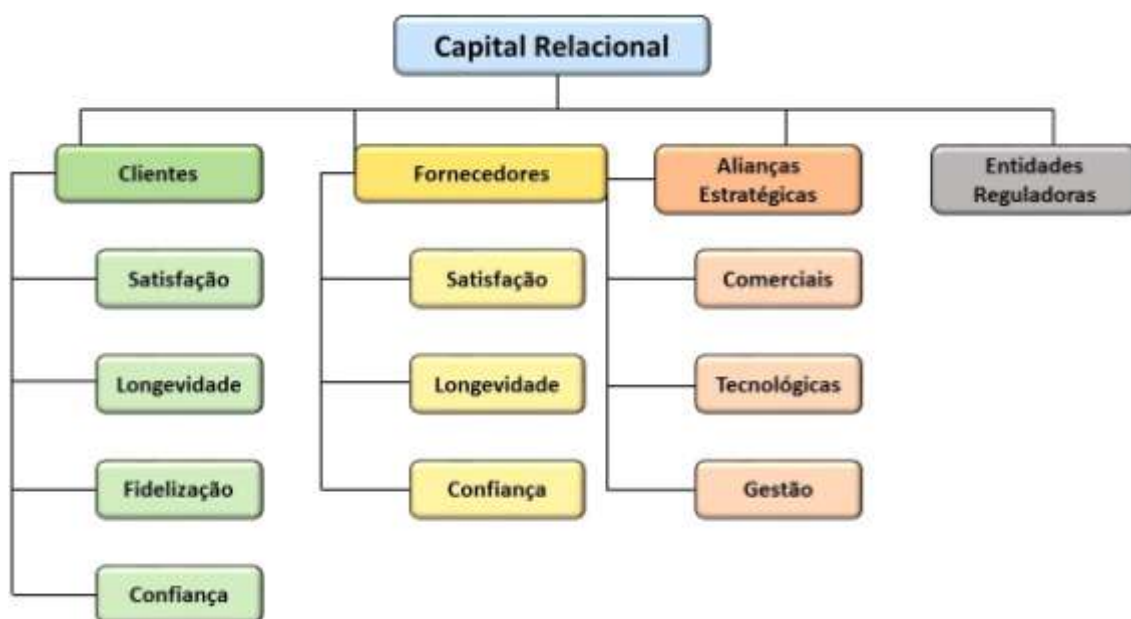 Capital Relacional
Clientes
Fornecedores
Alianças
Estratégicas
Entidades
Reguladoras
Satisfação
Satisfação
Comerciais
Longevidade
Longevidade
Tecnológicas
Fidelização
Confiança
Gestão
Confiança